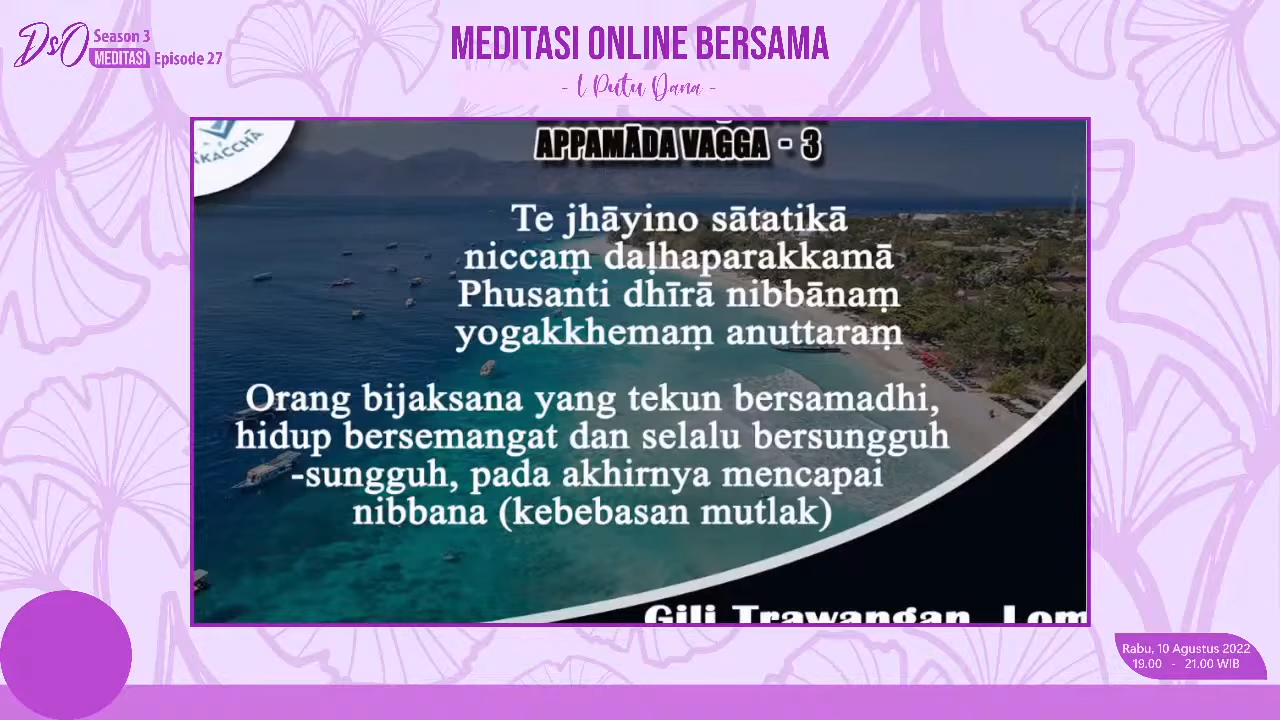 DsO Season 3
MEDITASI Episode 27
MEDITASI ONLINE BERSAMA
- I Putu Dana -
APPAMĀDA VAGGA - 3
Te jhāyino sātatikā
niccaṃ daḷhaparakkamā
Phusanti dhīrā nibbānaṃ
yogakkhemaṃ anuttaraṃ
Orang bijaksana yang tekun bersamadhi,
hidup bersemangat dan selalu bersungguh
-sungguh, pada akhirnya mencapai
nibbana (kebebasan mutlak)
Gili Trawangan, Lom
Rabu, 10 Agustus 2022
19.00 - 21.00 WIB